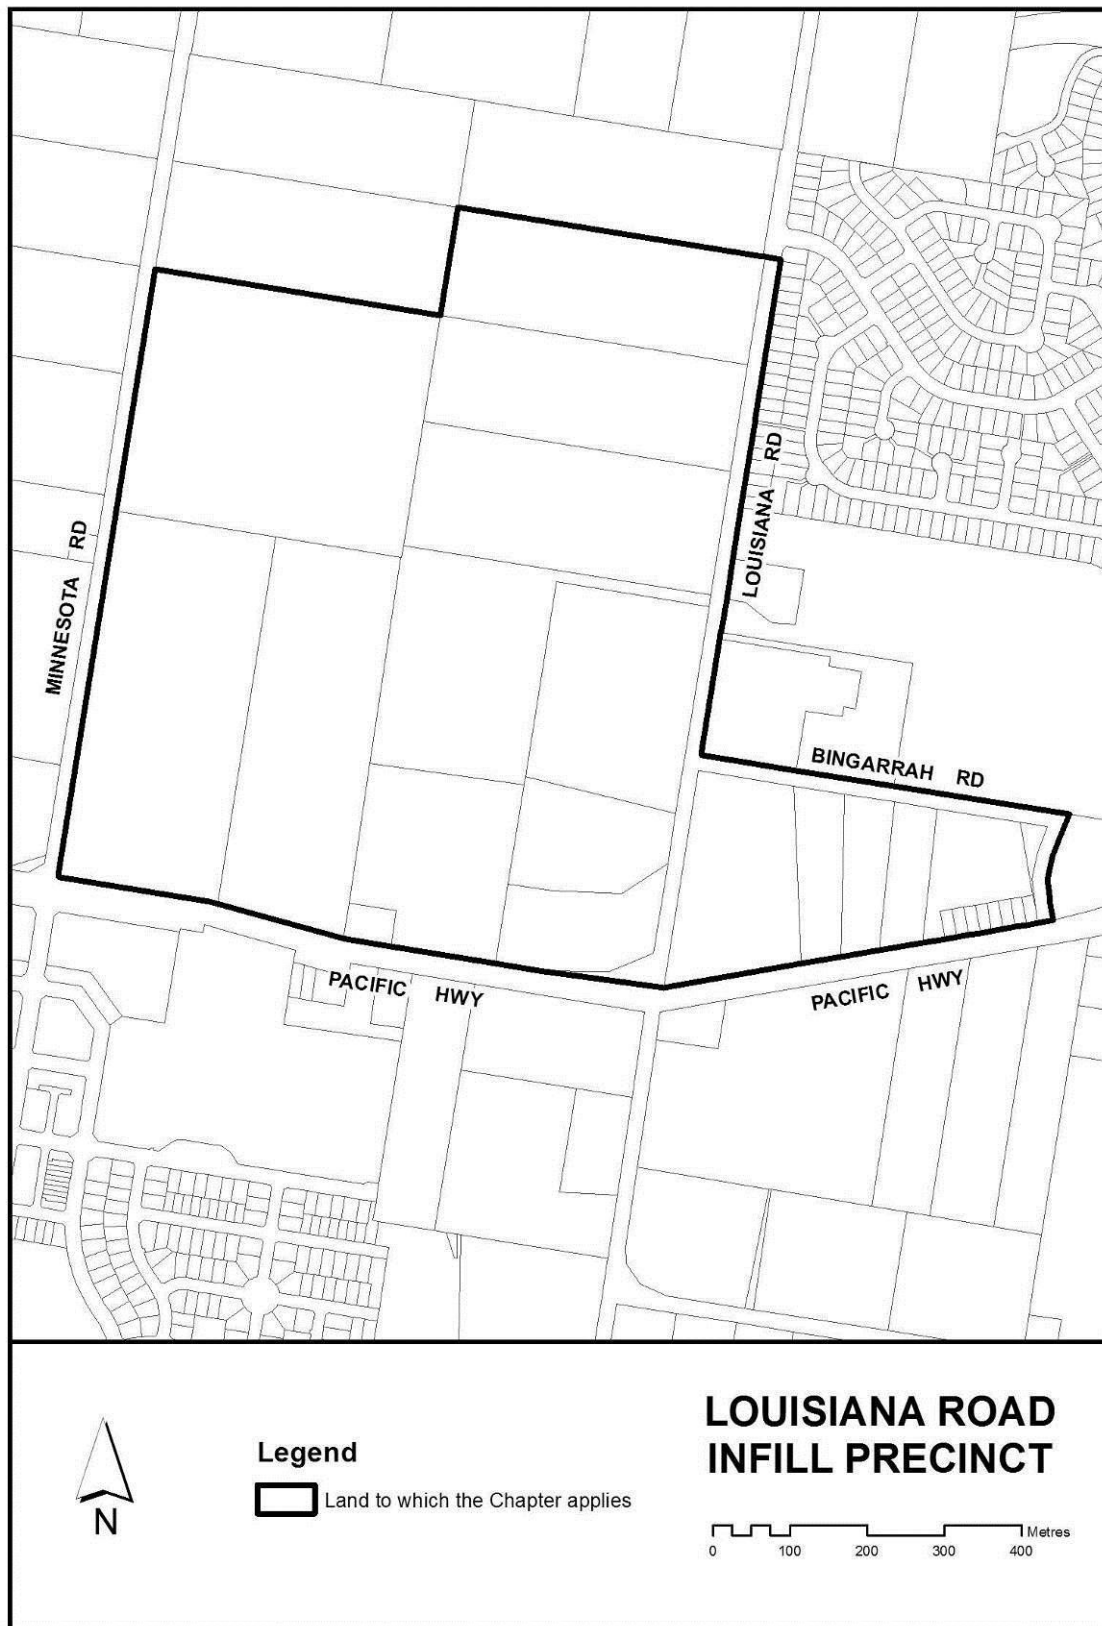 MINNESOTA RD
LOUISIANA RD
BINGARRAH RD
PACIFIC HWY
PACIFIC HWY
N
Legend
Land to which the Chapter applies
LOUISIANA ROAD
INFILL PRECINCT
Metres
0 100 200 300 400